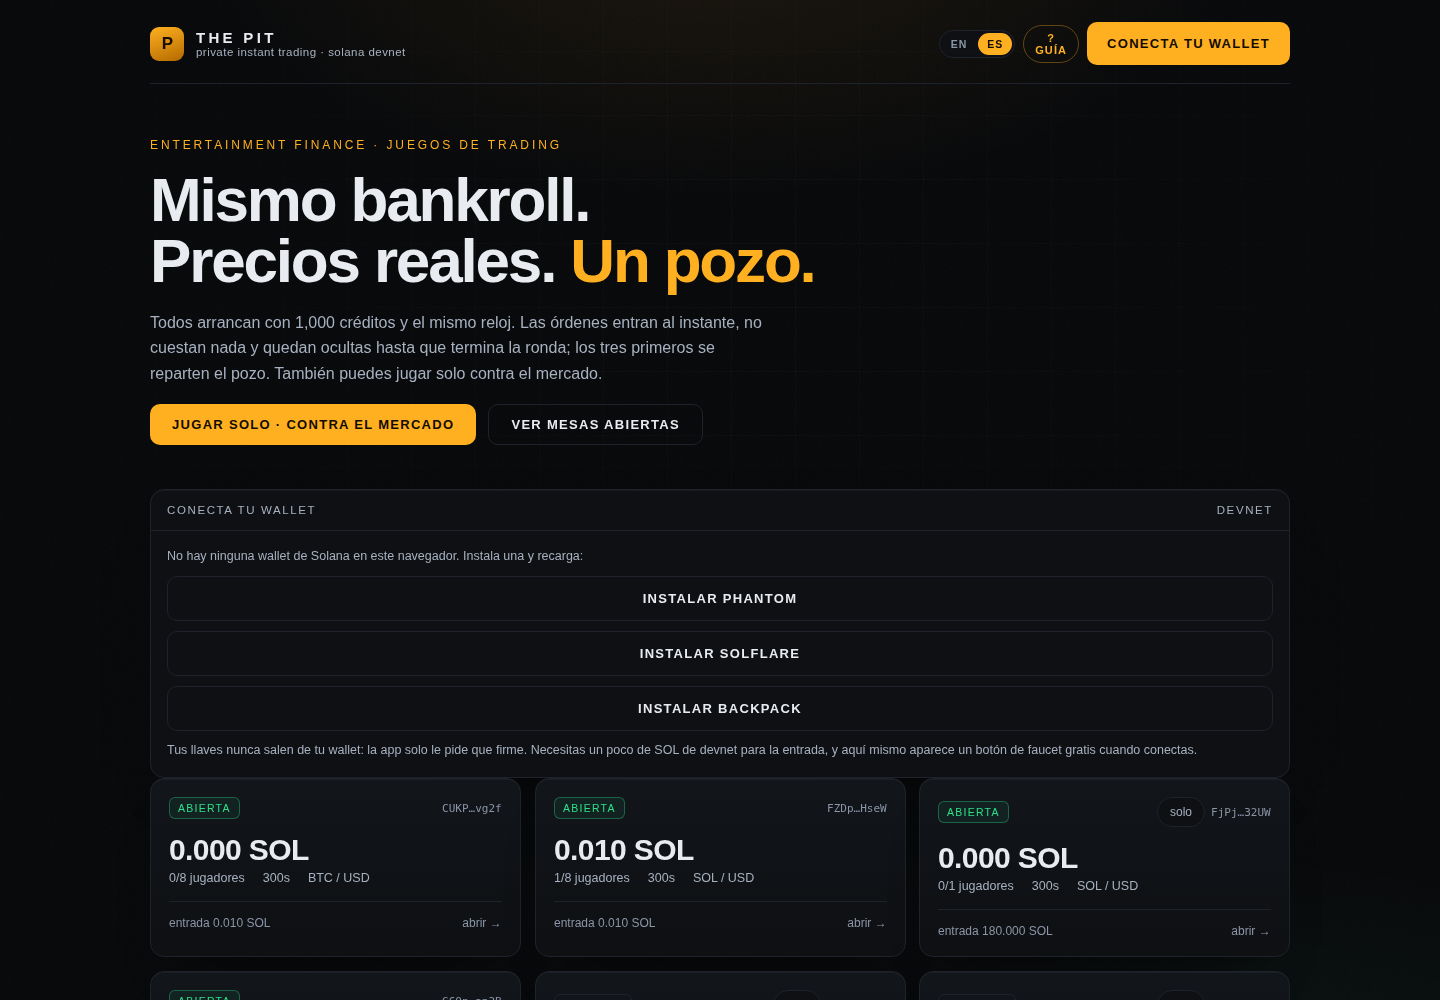 P
THE PIT
private instant trading · solana devnet
EN ES
?
GUÍA
CONECTA TU WALLET
ENTERTAINMENT FINANCE · JUEGOS DE TRADING
Mismo bankroll.
Precios reales. Un pozo.
Todos arrancan con 1,000 créditos y el mismo reloj. Las órdenes entran al instante, no
cuestan nada y quedan ocultas hasta que termina la ronda; los tres primeros se
reparten el pozo. También puedes jugar solo contra el mercado.
JUGAR SOLO · CONTRA EL MERCADO
VER MESAS ABIERTAS
CONECTA TU WALLET
DEVNET
No hay ninguna wallet de Solana en este navegador. Instala una y recarga:
INSTALAR PHANTOM
INSTALAR SOLFLARE
INSTALAR BACKPACK
Tus llaves nunca salen de tu wallet: la app solo le pide que firme. Necesitas un poco de SOL de devnet para la entrada, y aquí mismo aparece un botón de faucet gratis cuando conectas.
ABIERTA CUKP…vg2f
0.000 SOL
0/8 jugadores 300s BTC / USD
entrada 0.010 SOL abrir →
ABIERTA FZDp…HseW
0.010 SOL
1/8 jugadores 300s SOL / USD
entrada 0.010 SOL abrir →
ABIERTA solo FjPj…32UW
0.000 SOL
0/1 jugadores 300s SOL / USD
entrada 180.000 SOL abrir →
ABIERTA